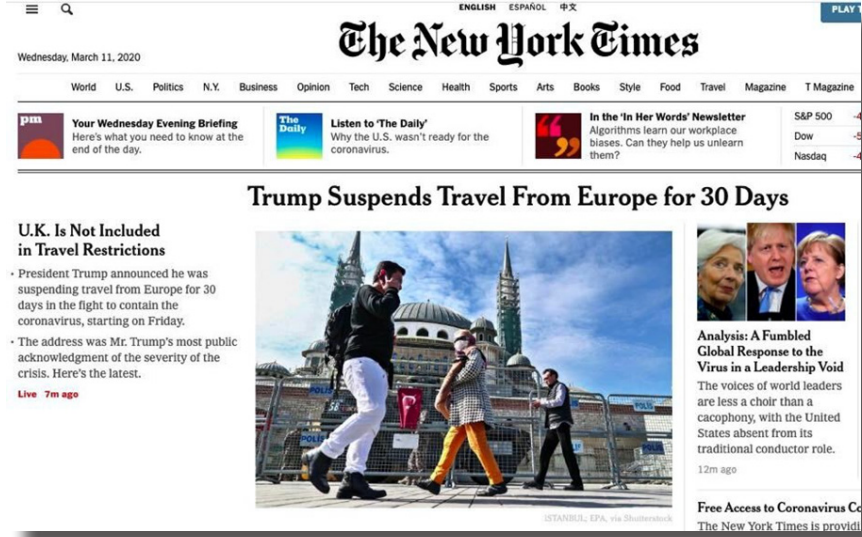 ENGLISH ESPAÑOL 中文
PLAY T
The New York Times
Wednesday, March 11, 2020
World U.S. Politics N.Y. Business Opinion Tech Science Health Sports Arts Books Style Food Travel Magazine T Magazine
pm
Your Wednesday Evening Briefing
Here's what you need to know at the
end of the day.
The
Daily
Listen to 'The Daily'
Why the U.S. wasn't ready for the
coronavirus.
In the 'In Her Words' Newsletter
Algorithms learn our workplace
biases. Can they help us unlearn
them?
S&P 500 -4
Dow -5
Nasdaq -4
Trump Suspends Travel From Europe for 30 Days
U.K. Is Not Included
in Travel Restrictions
• President Trump announced he was
suspending travel from Europe for 30
days in the fight to contain the
coronavirus, starting on Friday.
• The address was Mr. Trump's most public
acknowledgment of the severity of the
crisis. Here's the latest.
Live 7m ago
POLİS
POLİS
POLİS
ISTANBUL; EPA, via Shutterstock
Analysis: A Fumbled
Global Response to the
Virus in a Leadership Void
The voices of world leaders
are less a choir than a
cacophony, with the United
States absent from its
traditional conductor role.
12m ago
Free Access to Coronavirus Co
The New York Times is providi